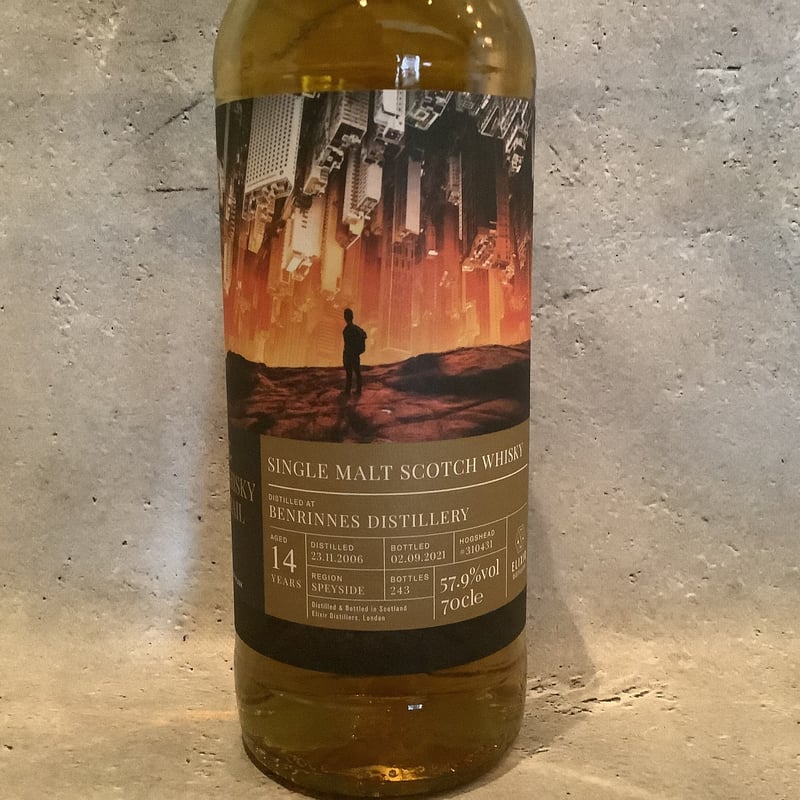 SINGLE MALT SCOTCH WHISKY
DISTILLED AT
BENRINNES DISTILLERY
AGED
14
YEARS
DISTILLED
23.11.2006
BOTTLED
02.09.2021
HOGSHEAD
#310431
REGION
SPEYSIDE
BOTTLES
243
57.9%vol
70cle
Distilled & Bottled in Scotland
Elixir Distillers, London